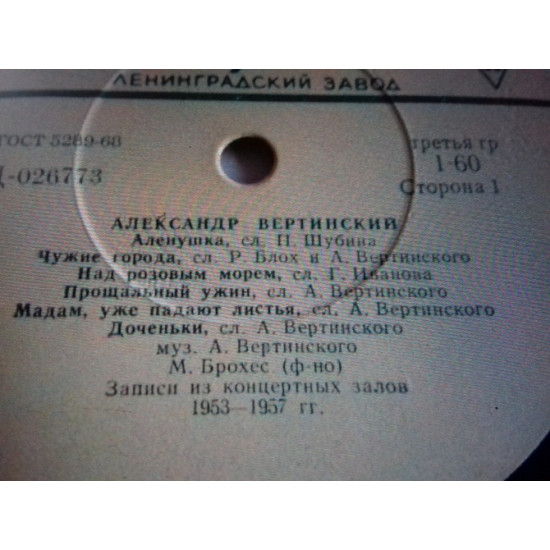 ЛЕНИНГРАДСКИЙ ЗАВОД
ГОСТ 5289-68
третья гр
Д-026773
1-60
Сторона 1
АЛЕКСАНДР ВЕРТИНСКИЙ
Аленушка, сл. П. Шубина
Чужие города, сл. Р. Блох и А. Вертинского
Над розовым морем, сл. Г. Иванова
Прощальный ужин, сл. А. Вертинского
Мадам, уже падают листья, сл. А. Вертинского
Доченьки, сл. А. Вертинского
муз. А. Вертинского
М. Брохес (ф-но)
Записи из концертных залов
1953—1957 гг.